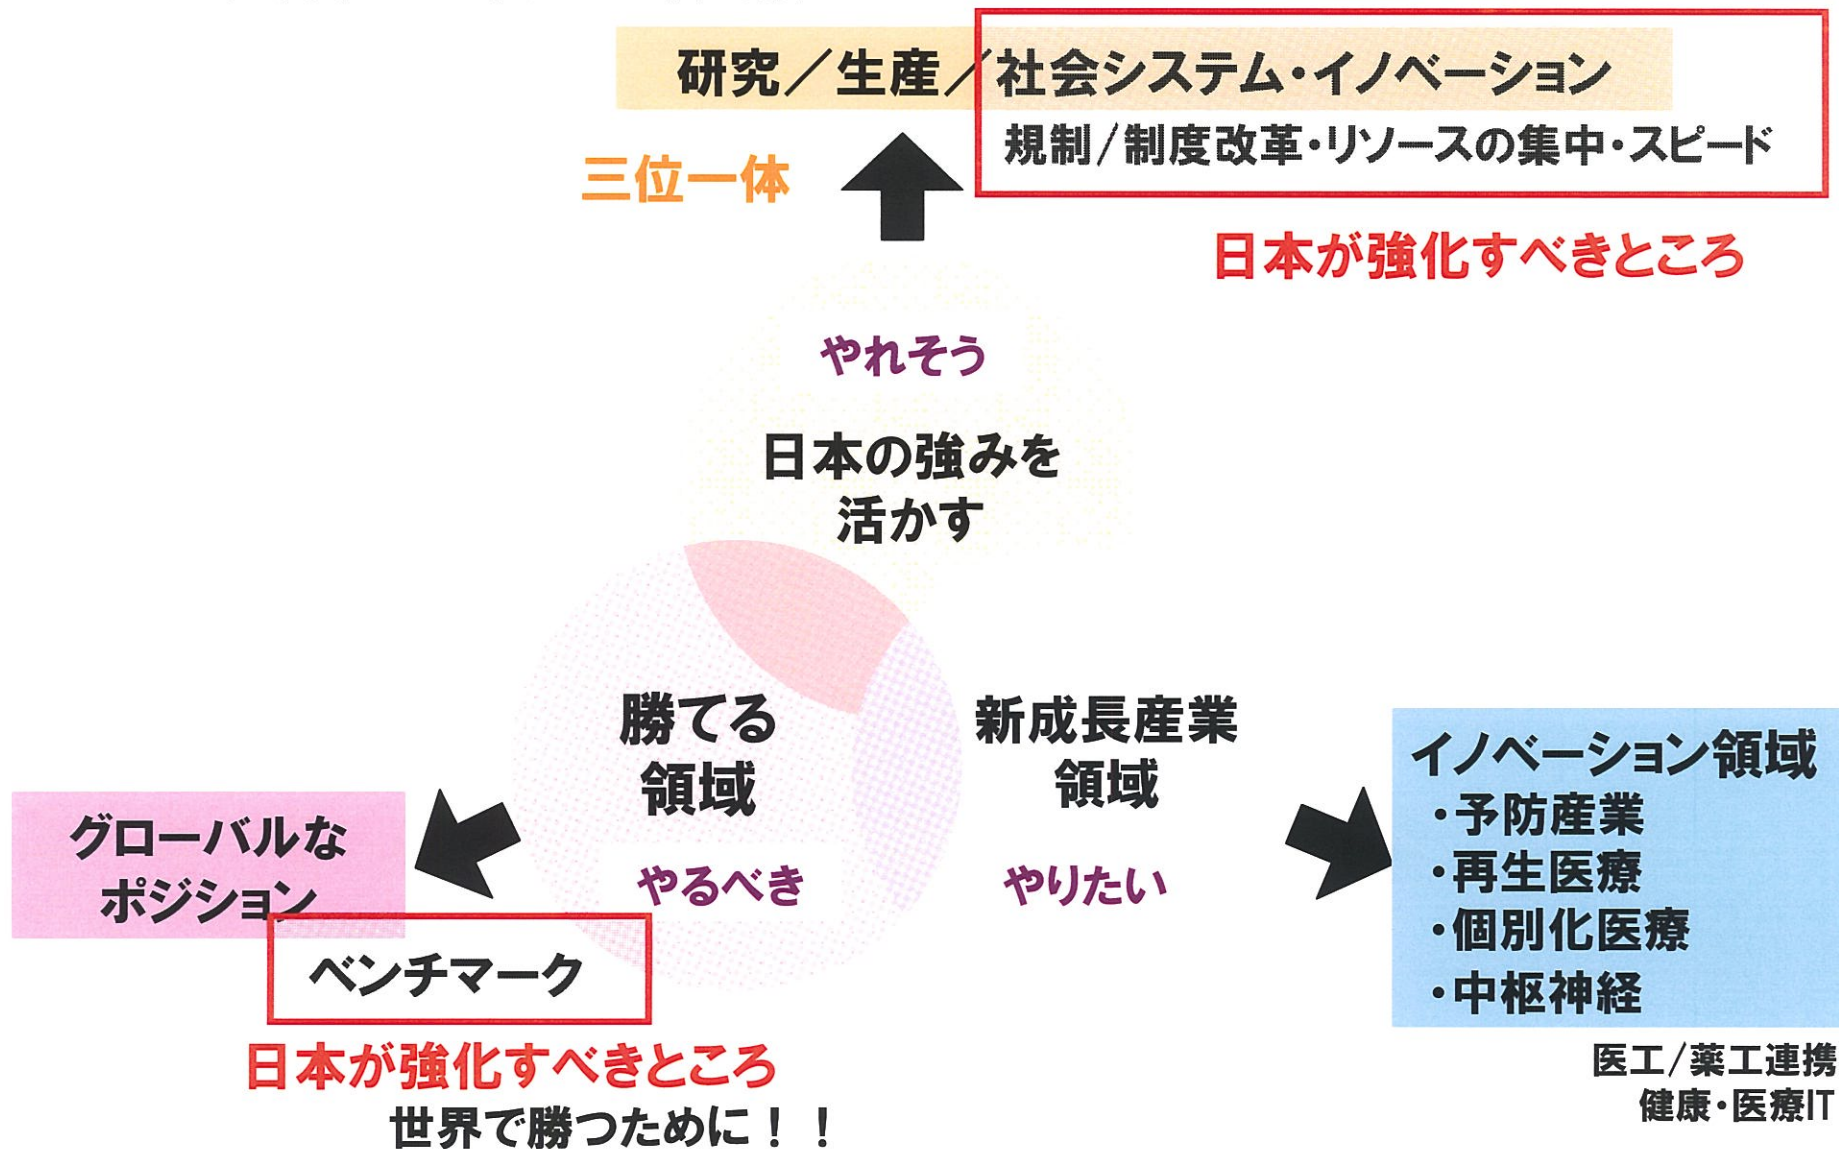 研究／生産／社会システム・イノベーション
規制/制度改革・リソースの集中・スピード
三位一体
日本が強化すべきところ
やれそう
日本の強みを
活かす
勝てる
領域
やるべき
新成長産業
領域
やりたい
グローバルな
ポジション
ベンチマーク
日本が強化すべきところ
世界で勝つために！！
イノベーション領域
・予防産業
・再生医療
・個別化医療
・中枢神経
医工/薬工連携
健康・医療IT